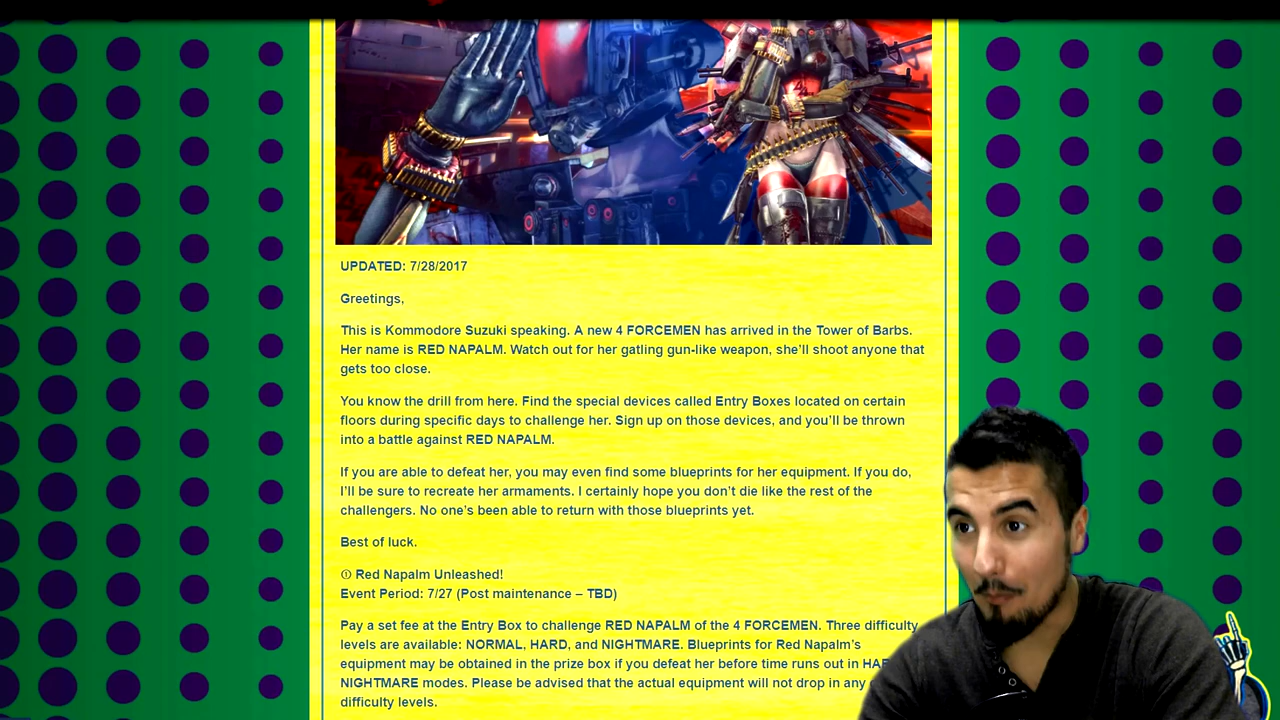 UPDATED: 7/28/2017
Greetings,
This is Kommodore Suzuki speaking. A new 4 FORCEMEN has arrived in the Tower of Barbs.
Her name is RED NAPALM. Watch out for her gatling gun-like weapon, she'll shoot anyone that
gets too close.
You know the drill from here. Find the special devices called Entry Boxes located on certain
floors during specific days to challenge her. Sign up on those devices, and you'll be thrown
into a battle against RED NAPALM.
If you are able to defeat her, you may even find some blueprints for her equipment. If you do,
I'll be sure to recreate her armaments. I certainly hope you don't die like the rest of the
challengers. No one's been able to return with those blueprints yet.
Best of luck.
① Red Napalm Unleashed!
Event Period: 7/27 (Post maintenance – TBD)
Pay a set fee at the Entry Box to challenge RED NAPALM of the 4 FORCEMEN. Three difficulty
levels are available: NORMAL, HARD, and NIGHTMARE. Blueprints for Red Napalm's
equipment may be obtained in the prize box if you defeat her before time runs out in
NIGHTMARE modes. Please be advised that the actual equipment will not drop in any
difficulty levels.